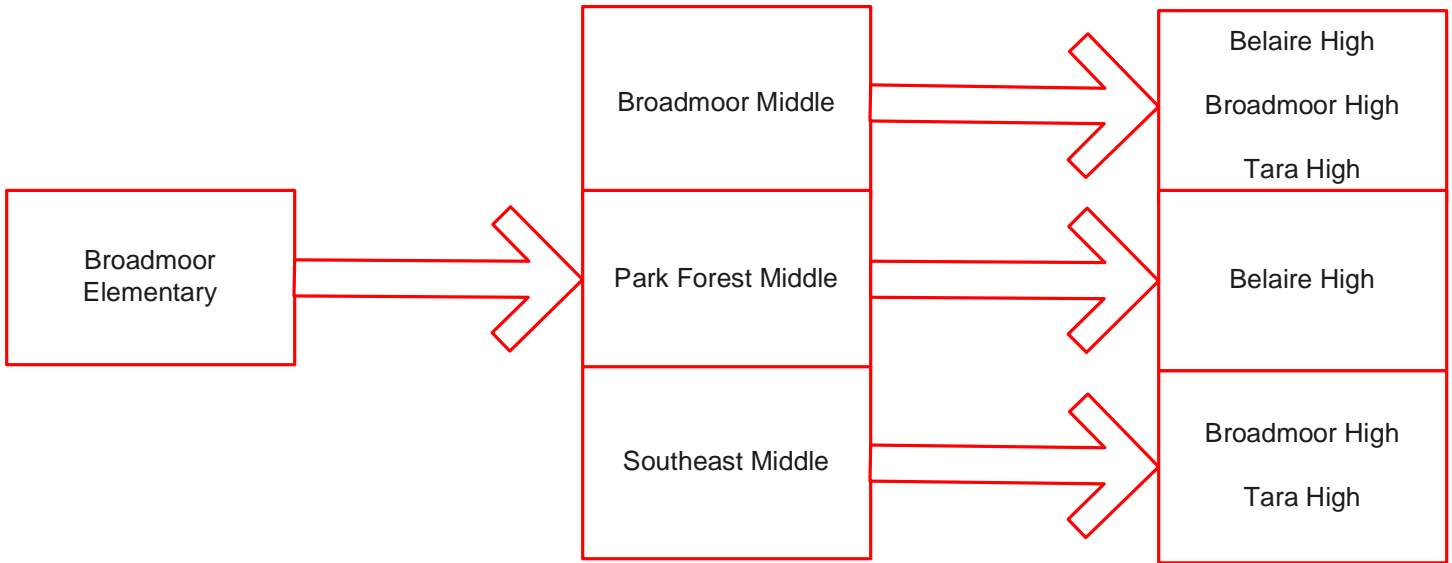 Broadmoor
Elementary
Broadmoor Middle
Park Forest Middle
Southeast Middle
Belaire High
Broadmoor High
Tara High
Belaire High
Broadmoor High
Tara High